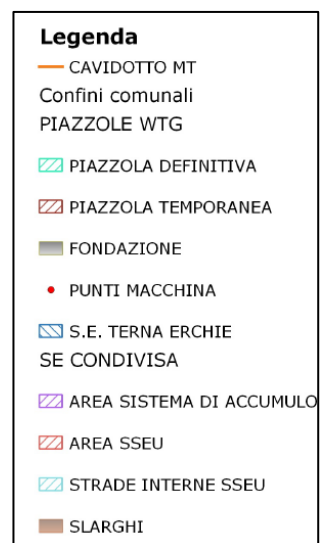 Legenda
CAVIDOTTO MT
Confini comunali
PIAZZOLE WTG
PIAZZOLA DEFINITIVA
PIAZZOLA TEMPORANEA
FONDAZIONE
PUNTI MACCHINA
S.E. TERNA ERCHIE
SE CONDIVISA
AREA SISTEMA DI ACCUMULO
AREA SSEU
STRADE INTERNE SSEU
SLARGHI